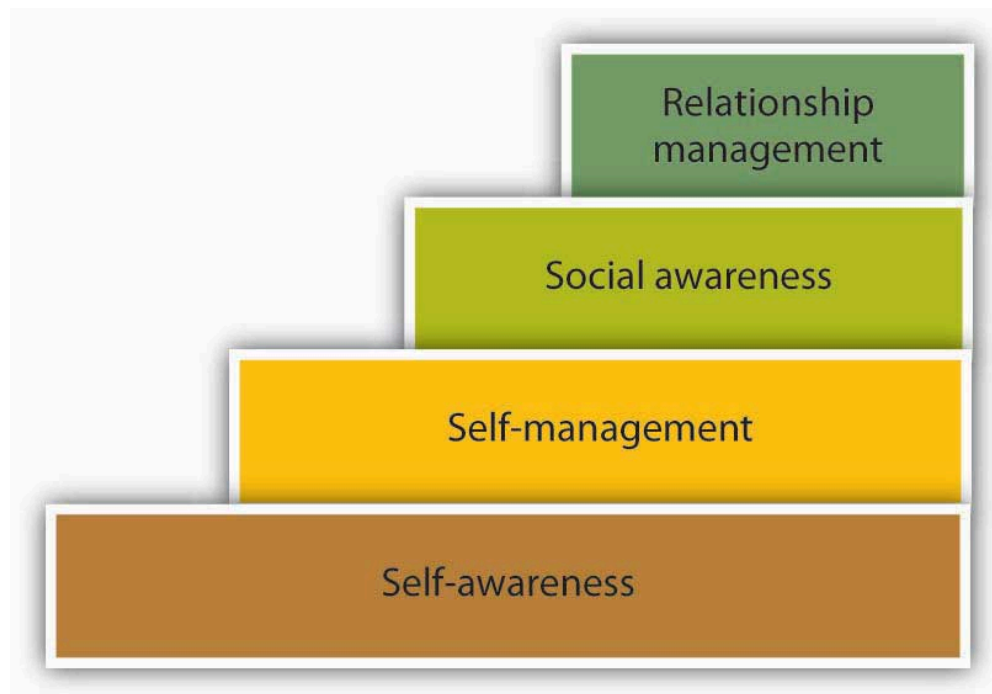 Relationship
management
Social awareness
Self-management
Self-awareness